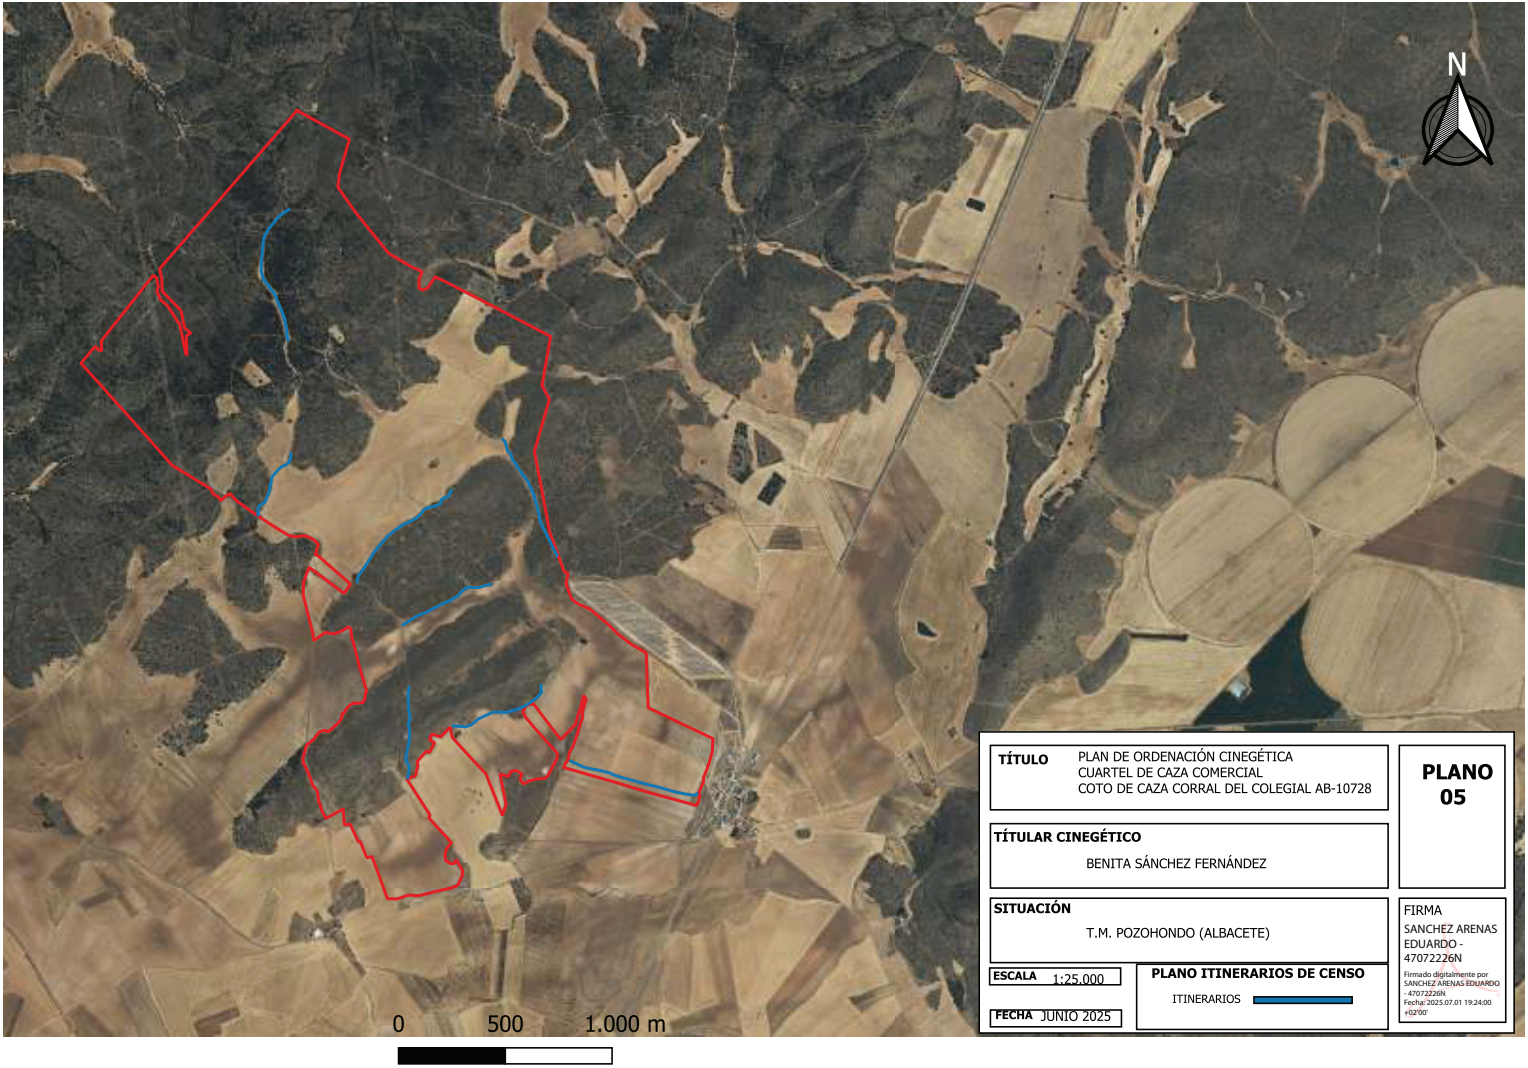 N
TÍTULO
PLAN DE ORDENACIÓN CINEGÉTICA
CUARTEL DE CAZA COMERCIAL
COTO DE CAZA CORRAL DEL COLEGIAL AB-10728
PLANO
05
TÍTULAR CINEGÉTICO
BENITA SÁNCHEZ FERNÁNDEZ
SITUACIÓN
T.M. POZOHONDO (ALBACETE)
FIRMA
SANCHEZ ARENAS
EDUARDO -
47072226N
Firmado digitalmente por
SANCHEZ ARENAS EDUARDO
- 47072226N
Fecha: 2025.07.01 19:24:00
+02'00'
ESCALA 1:25.000
PLANO ITINERARIOS DE CENSO
ITINERARIOS
FECHA JUNIO 2025
0 500 1.000 m